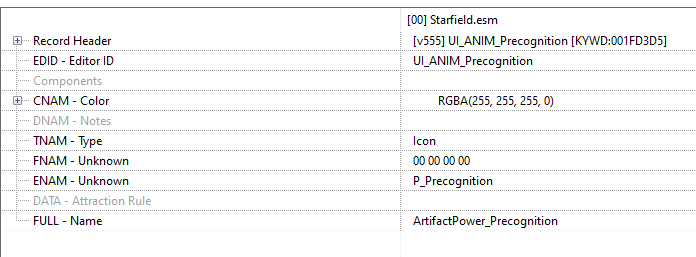 [00] Starfield.esm
Record Header [v555] UI_ANIM_Precognition [KYWD:001FD3D5]
EDID - Editor ID UI_ANIM_Precognition
Components
CNAM - Color RGBA(255, 255, 255, 0)
DNAM - Notes
TNAM - Type Icon
FNAM - Unknown 00 00 00 00
ENAM - Unknown P_Precognition
DATA - Attraction Rule
FULL - Name ArtifactPower_Precognition